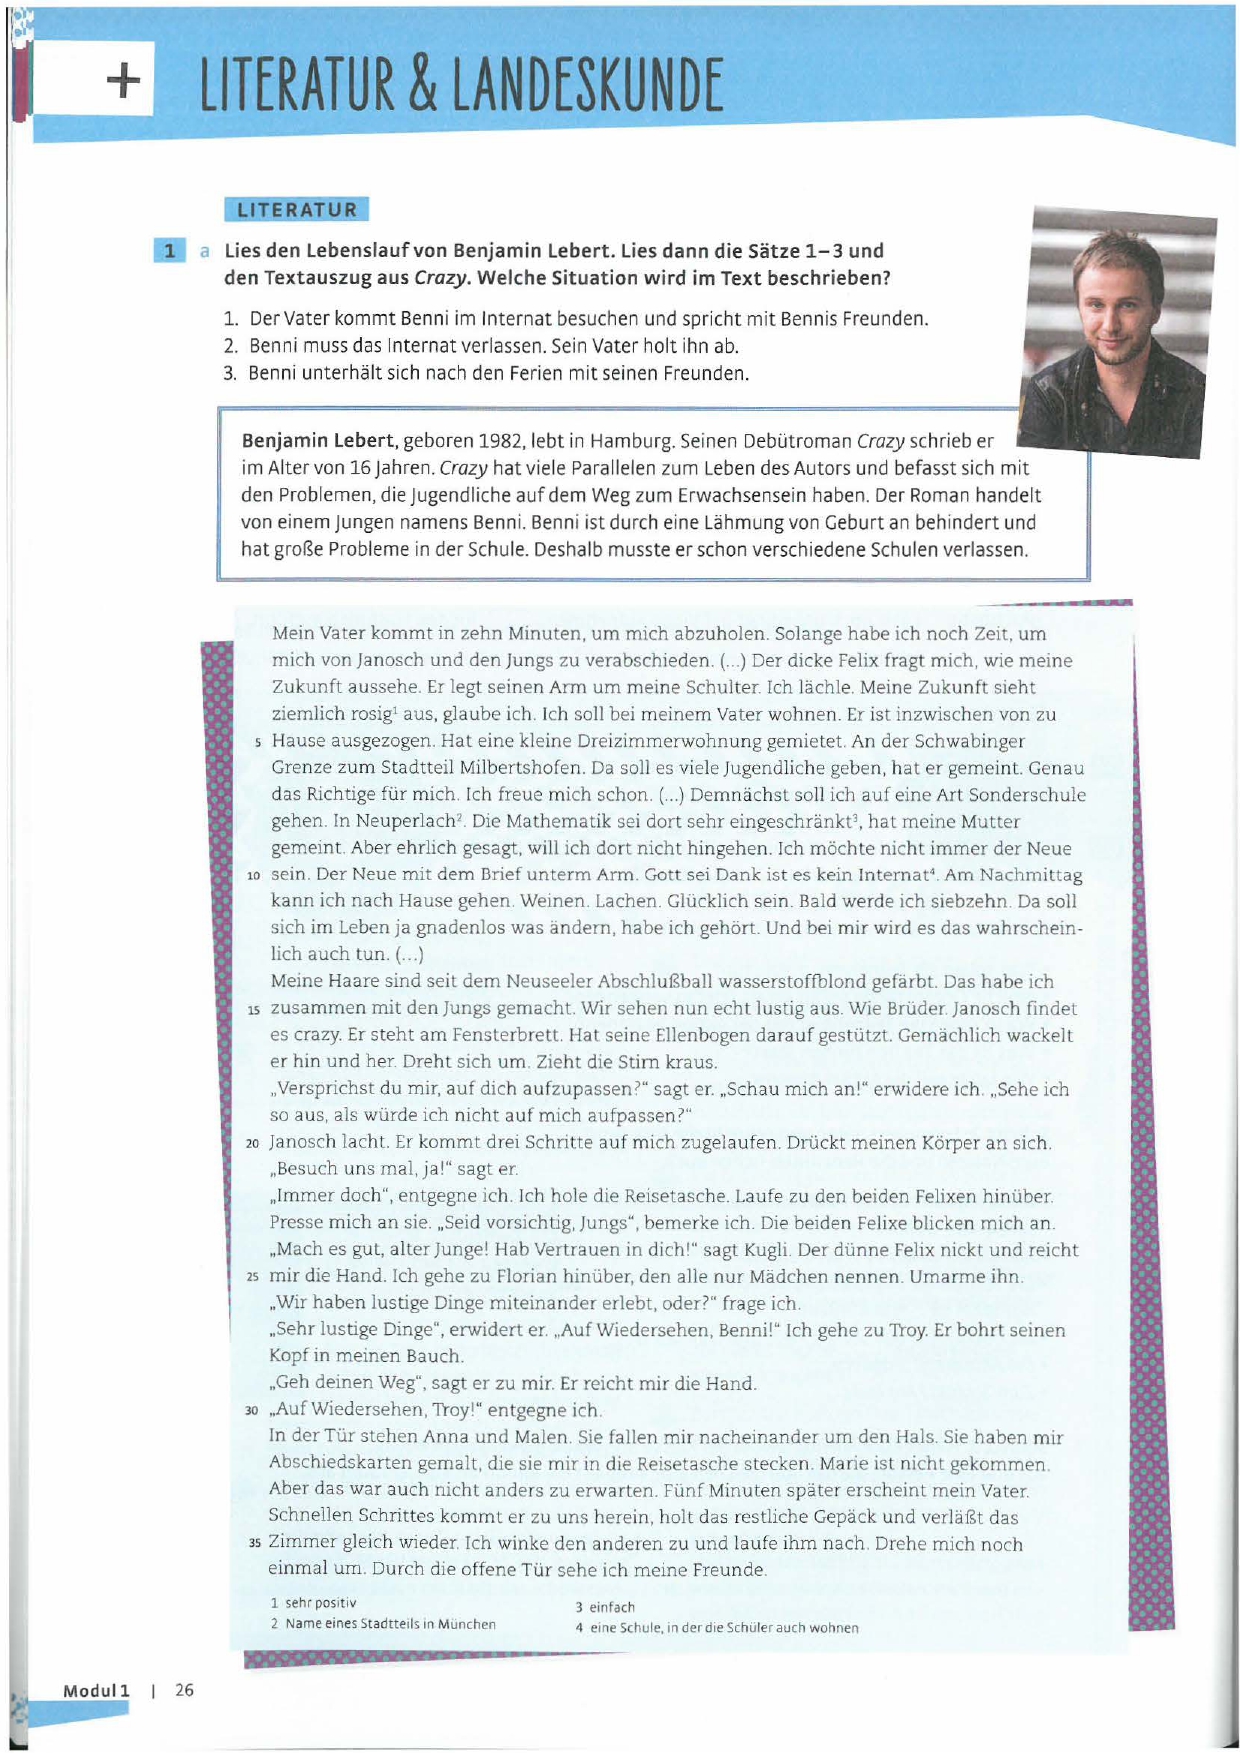 + LITERATUR & LANDESKUNDE
LITERATUR
1 a Lies den Lebenslauf von Benjamin Lebert. Lies dann die Sätze 1–3 und
den Textauszug aus Crazy. Welche Situation wird im Text beschrieben?
1. Der Vater kommt Benni im Internat besuchen und spricht mit Bennis Freunden.
2. Benni muss das Internat verlassen. Sein Vater holt ihn ab.
3. Benni unterhält sich nach den Ferien mit seinen Freunden.
Benjamin Lebert, geboren 1982, lebt in Hamburg. Seinen Debütroman Crazy schrieb er
im Alter von 16 Jahren. Crazy hat viele Parallelen zum Leben des Autors und befasst sich mit
den Problemen, die Jugendliche auf dem Weg zum Erwachsensein haben. Der Roman handelt
von einem Jungen namens Benni. Benni ist durch eine Lähmung von Geburt an behindert und
hat große Probleme in der Schule. Deshalb musste er schon verschiedene Schulen verlassen.
Mein Vater kommt in zehn Minuten, um mich abzuholen. Solange habe ich noch Zeit, um
mich von Janosch und den Jungs zu verabschieden. (...) Der dicke Felix fragt mich, wie meine
Zukunft aussehe. Er legt seinen Arm um meine Schulter. Ich lächle. Meine Zukunft sieht
ziemlich rosig¹ aus, glaube ich. Ich soll bei meinem Vater wohnen. Er ist inzwischen von zu
5 Hause ausgezogen. Hat eine kleine Dreizimmerwohnung gemietet. An der Schwabinger
Grenze zum Stadtteil Milbertshofen. Da soll es viele Jugendliche geben, hat er gemeint. Genau
das Richtige für mich. Ich freue mich schon. (...) Demnächst soll ich auf eine Art Sonderschule
gehen. In Neuperlach². Die Mathematik sei dort sehr eingeschränkt³, hat meine Mutter
gemeint. Aber ehrlich gesagt, will ich dort nicht hingehen. Ich möchte nicht immer der Neue
10 sein. Der Neue mit dem Brief unterm Arm. Gott sei Dank ist es kein Internat⁴. Am Nachmittag
kann ich nach Hause gehen. Weinen. Lachen. Glücklich sein. Bald werde ich siebzehn. Da soll
sich im Leben ja gnadenlos was ändern, habe ich gehört. Und bei mir wird es das wahrschein-
lich auch tun. (...)
Meine Haare sind seit dem Neuseeler Abschlußball wasserstoffblond gefärbt. Das habe ich
15 zusammen mit den Jungs gemacht. Wir sehen nun echt lustig aus. Wie Brüder. Janosch findet
es crazy. Er steht am Fensterbrett. Hat seine Ellenbogen darauf gestützt. Gemächlich wackelt
er hin und her. Dreht sich um. Zieht die Stirn kraus.
„Versprichst du mir, auf dich aufzupassen?“ sagt er. „Schau mich an!“ erwidere ich. „Sehe ich
so aus, als würde ich nicht auf mich aufpassen?“
20 Janosch lacht. Er kommt drei Schritte auf mich zugelaufen. Drückt meinen Körper an sich.
„Besuch uns mal, ja!“ sagt er.
„Immer doch“, entgegne ich. Ich hole die Reisetasche. Laufe zu den beiden Felixen hinüber.
Presse mich an sie. „Seid vorsichtig, Jungs“, bemerke ich. Die beiden Felixe blicken mich an.
„Mach es gut, alter Junge! Hab Vertrauen in dich!“ sagt Kugli. Der dünne Felix nickt und reicht
25 mir die Hand. Ich gehe zu Florian hinüber, den alle nur Mädchen nennen. Umarme ihn.
„Wir haben lustige Dinge miteinander erlebt, oder?“ frage ich.
„Sehr lustige Dinge“, erwidert er. „Auf Wiedersehen, Benni!“ Ich gehe zu Troy. Er bohrt seinen
Kopf in meinen Bauch.
„Geh deinen Weg“, sagt er zu mir. Er reicht mir die Hand.
30 „Auf Wiedersehen, Troy!“ entgegne ich.
In der Tür stehen Anna und Malen. Sie fallen mir nacheinander um den Hals. Sie haben mir
Abschiedskarten gemalt, die sie mir in die Reisetasche stecken. Marie ist nicht gekommen.
Aber das war auch nicht anders zu erwarten. Fünf Minuten später erscheint mein Vater.
Schnellen Schrittes kommt er zu uns herein, holt das restliche Gepäck und verläßt das
35 Zimmer gleich wieder. Ich winke den anderen zu und laufe ihm nach. Drehe mich noch
einmal um. Durch die offene Tür sehe ich meine Freunde.
1 sehr positiv
2 Name eines Stadtteils in München
3 einfach
4 eine Schule, in der die Schüler auch wohnen
Modul 1 | 26